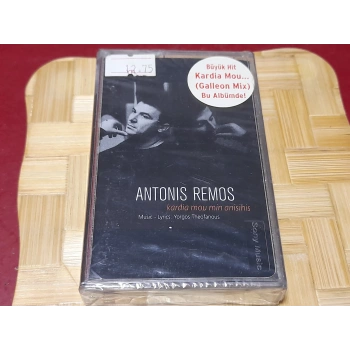 12.75
Büyük Hit
Kardia Mou...
(Galleon Mix)
Bu Albümde!
ANTONIS REMOS
kardia mou min anisihis
Music - Lyrics: Yorgos Theofanous
Sony Music